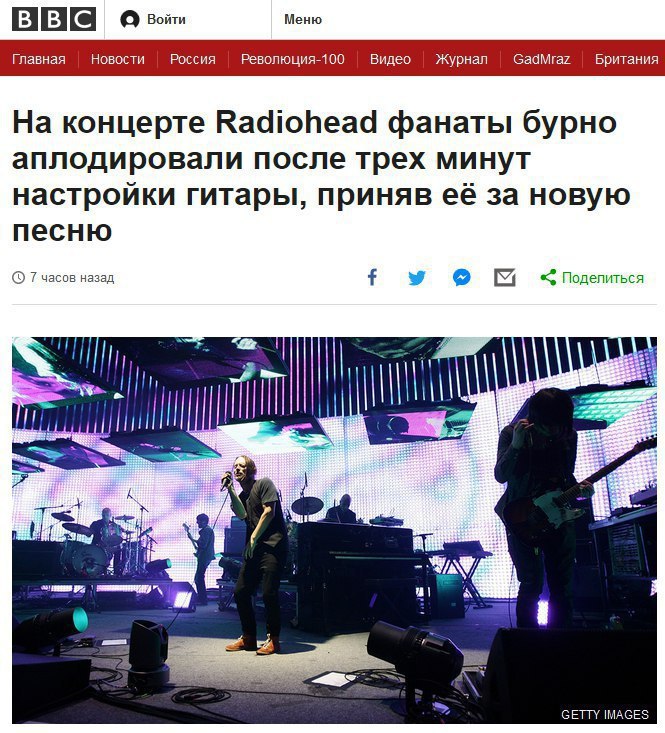 BBC Войти Меню
Главная Новости Россия Революция-100 Видео Журнал GadMraz Британия
На концерте Radiohead фанаты бурно
аплодировали после трех минут
настройки гитары, приняв её за новую
песню
7 часов назад Поделиться
GETTY IMAGES